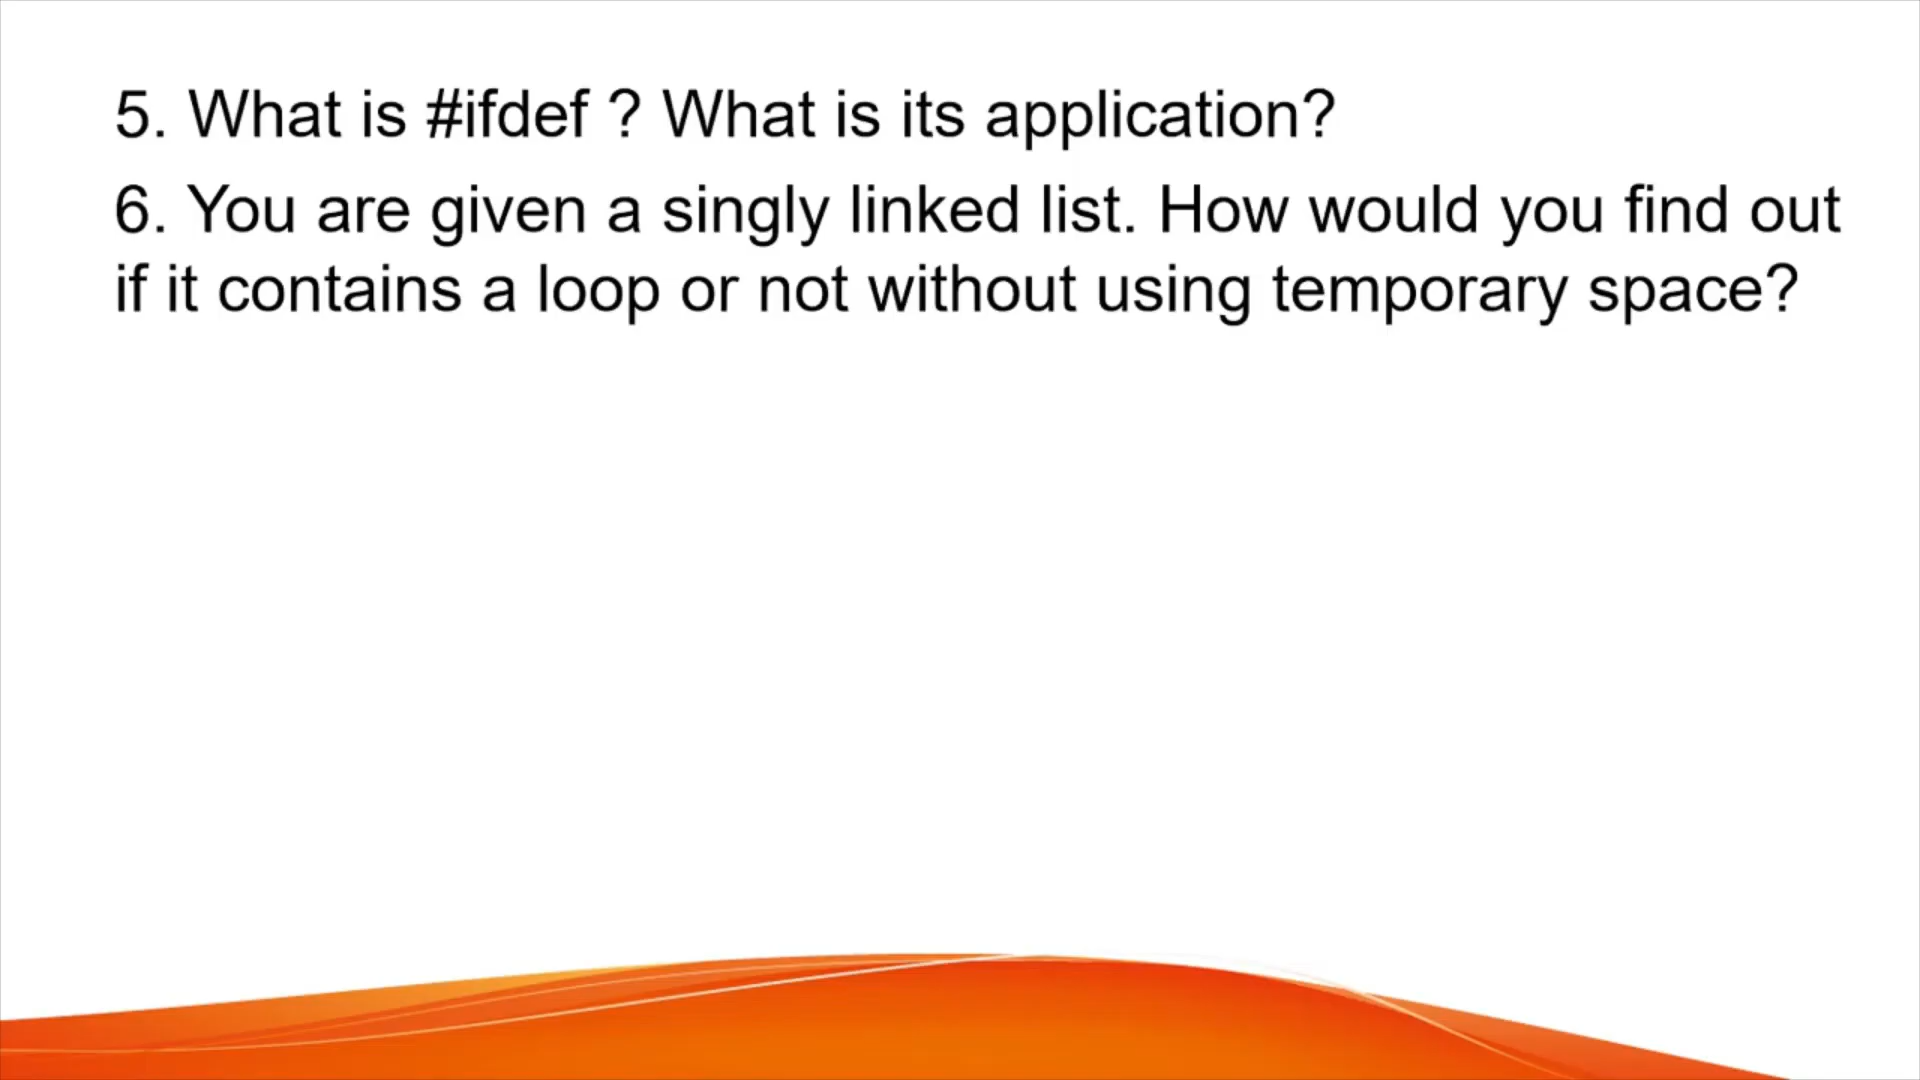 5. What is #ifdef ? What is its application?
6. You are given a singly linked list. How would you find out
if it contains a loop or not without using temporary space?